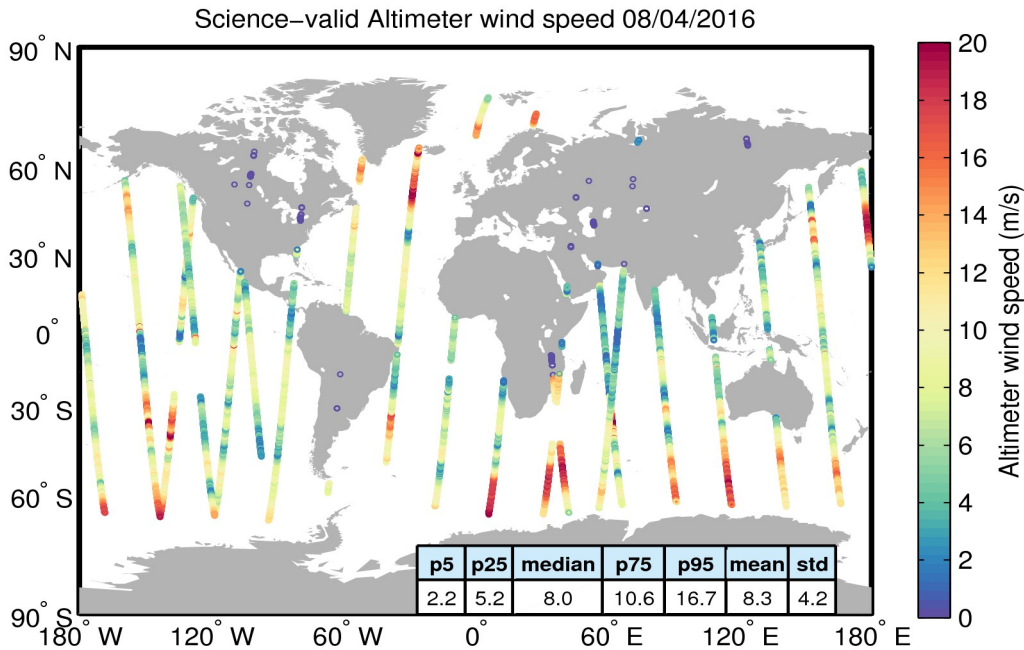 Science−valid Altimeter wind speed 08/04/2016
90° N
60° N
30° N
0°
30° S
60° S
90° S
180° W
120° W
60° W
0°
60° E
120° E
180° E
p5 p25 median p75 p95 mean std
2.2 5.2 8.0 10.6 16.7 8.3 4.2
20
18
16
14
12
10
8
6
4
2
0
Altimeter wind speed (m/s)